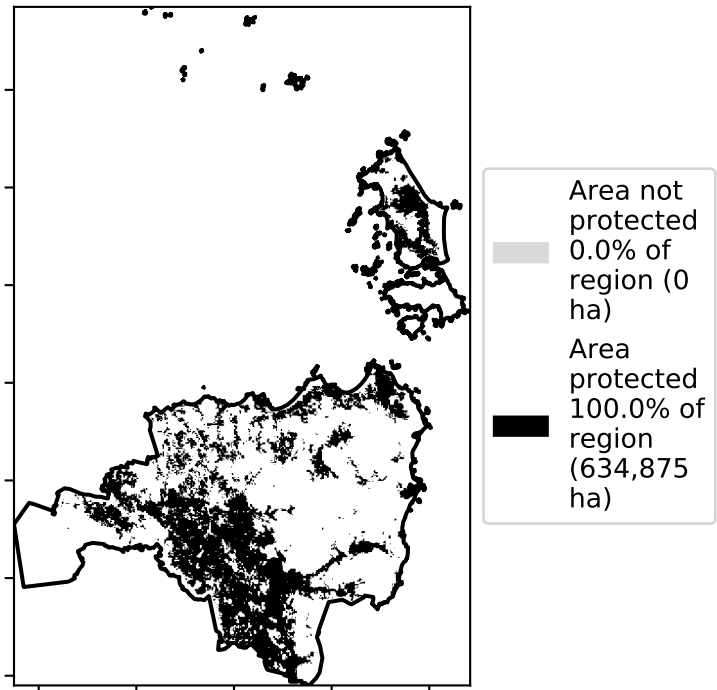 Area not
protected
0.0% of
region (0
ha)
Area
protected
100.0% of
region
(634,875
ha)